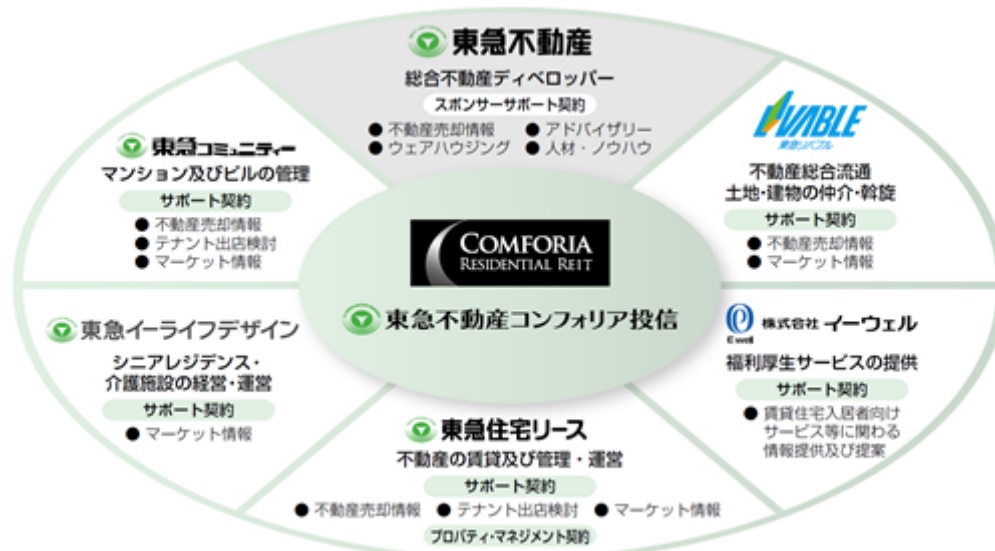 東急不動産
総合不動産ディベロッパー
スポンサーサポート契約
● 不動産売却情報 ● アドバイザリー
● ウェアハウジング ● 人材・ノウハウ
東急コミュニティー
マンション及びビルの管理
サポート契約
● 不動産売却情報
● テナント出店検討
● マーケット情報
LIVABLE
東急リバブル
不動産総合流通
土地・建物の仲介・斡旋
サポート契約
● 不動産売却情報
● マーケット情報
COMFORIA
RESIDENTIAL REIT
東急不動産コンフォリア投信
東急イーライフデザイン
シニアレジデンス・
介護施設の経営・運営
サポート契約
● マーケット情報
Ewel
株式会社 イーウェル
福利厚生サービスの提供
サポート契約
● 賃貸住宅入居者向け
サービス等に関わる
情報提供及び提案
東急住宅リース
不動産の賃貸及び管理・運営
サポート契約
● 不動産売却情報 ● テナント出店検討 ● マーケット情報
プロパティ・マネジメント契約